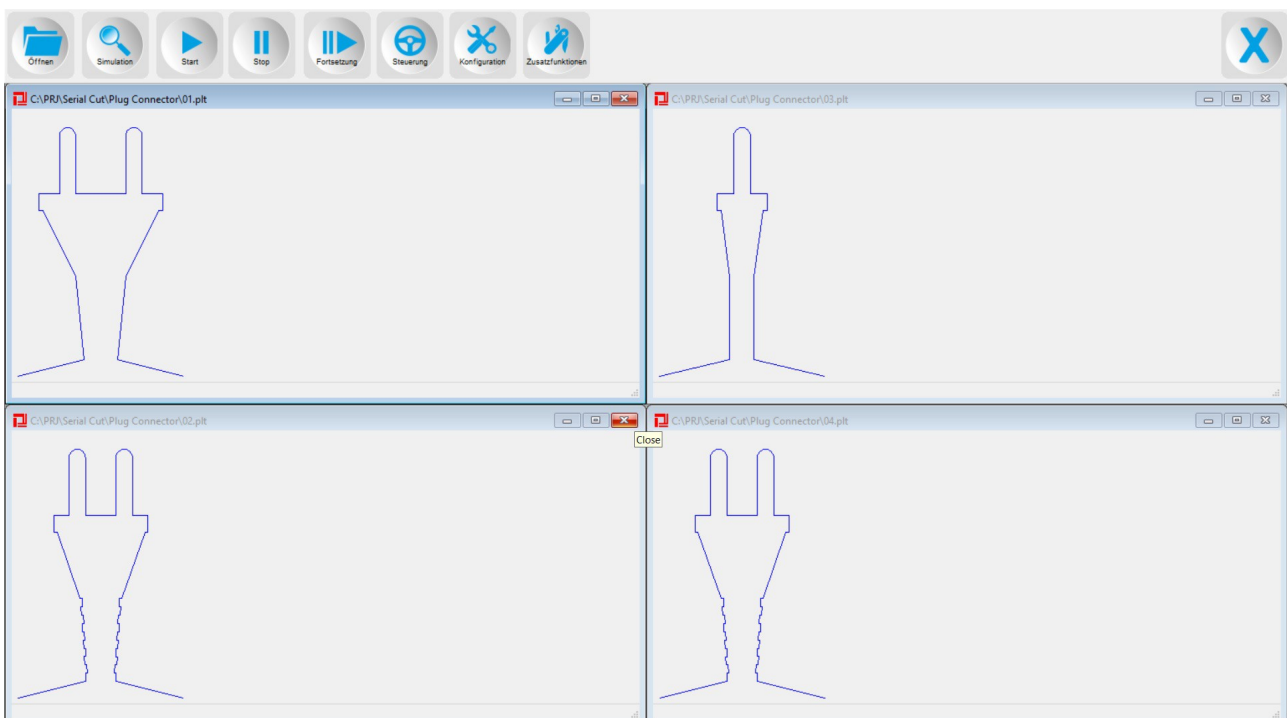 Öffnen
Simulation
Start
Stop
Fortsetzung
Steuerung
Konfiguration
Zusatzfunktionen
X
C:\PRJ\Serial Cut\Plug Connector\01.plt
C:\PRJ\Serial Cut\Plug Connector\03.plt
C:\PRJ\Serial Cut\Plug Connector\02.plt
C:\PRJ\Serial Cut\Plug Connector\04.plt
Close